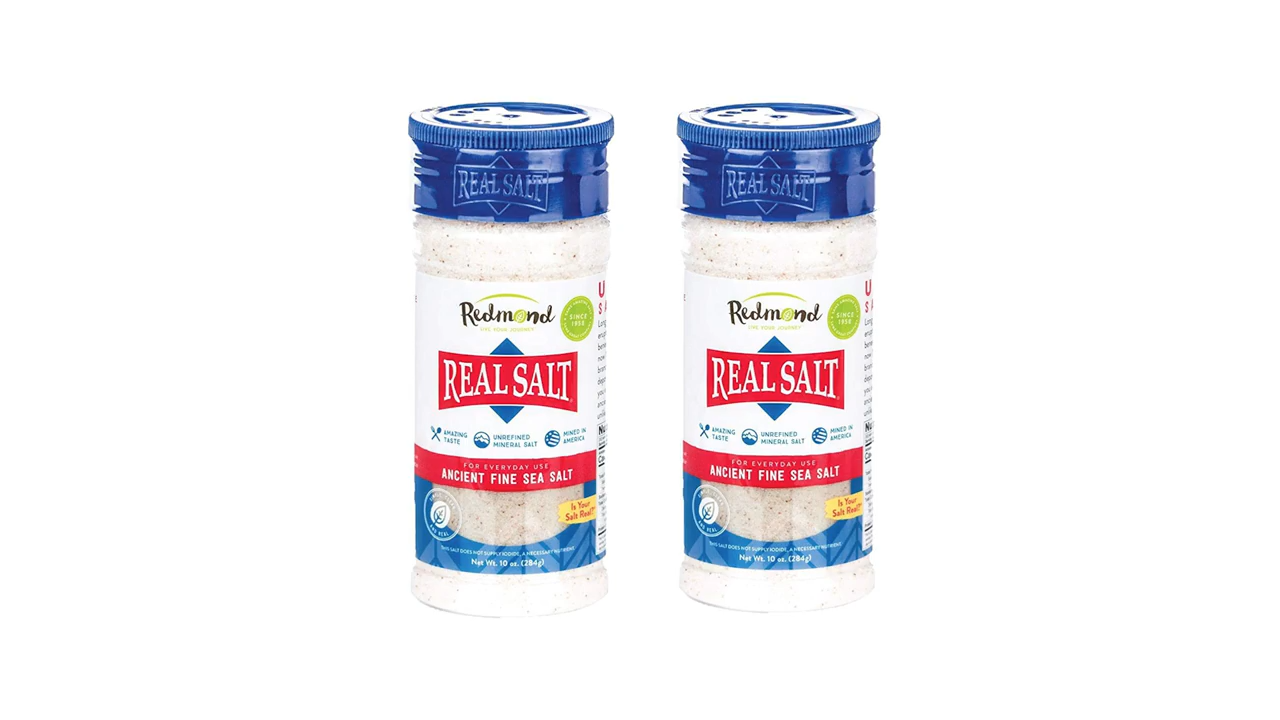 REAL SALT
Redmond
LIVE YOUR JOURNEY
SINCE
1958
REAL SALT
AMAZING
TASTE
UNREFINED
MINERAL SALT
MINED IN
AMERICA
FOR EVERYDAY USE
ANCIENT FINE SEA SALT
Is Your
Salt Real?
AND REAL
THIS SALT DOES NOT SUPPLY IODIDE, A NECESSARY NUTRIENT.
Net Wt. 10 oz. (284g)
REAL SALT
Redmond
LIVE YOUR JOURNEY
SINCE
1958
REAL SALT
AMAZING
TASTE
UNREFINED
MINERAL SALT
MINED IN
AMERICA
FOR EVERYDAY USE
ANCIENT FINE SEA SALT
Is Your
Salt Real?
AND REAL
THIS SALT DOES NOT SUPPLY IODIDE, A NECESSARY NUTRIENT.
Net Wt. 10 oz. (284g)